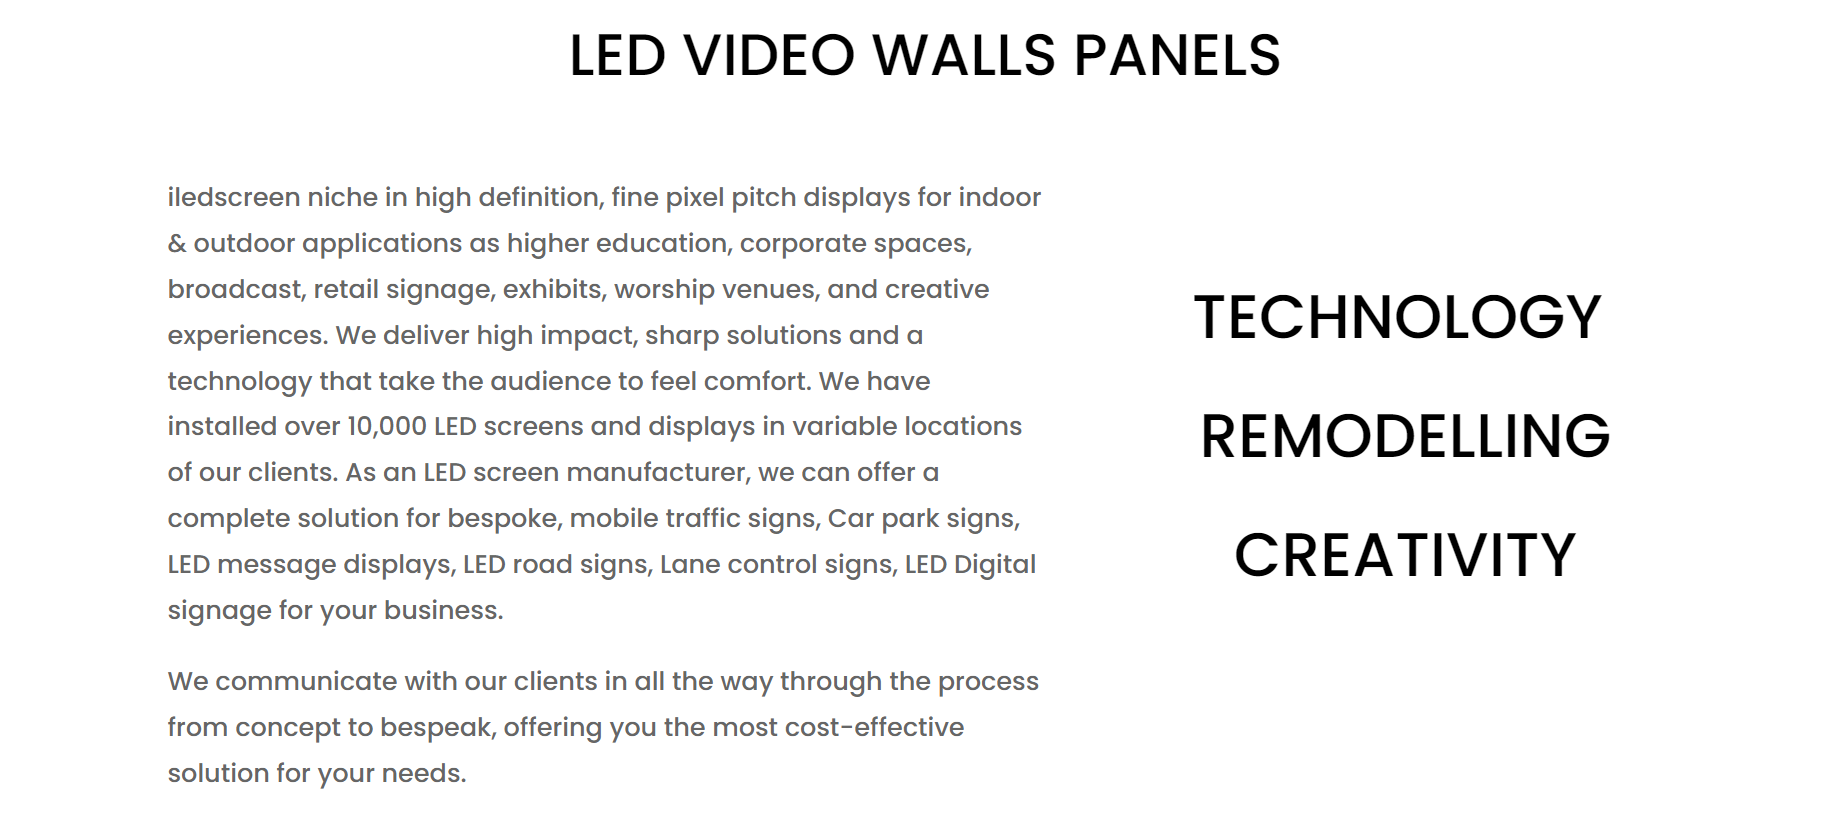 LED VIDEO WALLS PANELS
iledscreen niche in high definition, fine pixel pitch displays for indoor
& outdoor applications as higher education, corporate spaces,
broadcast, retail signage, exhibits, worship venues, and creative
experiences. We deliver high impact, sharp solutions and a
technology that take the audience to feel comfort. We have
installed over 10,000 LED screens and displays in variable locations
of our clients. As an LED screen manufacturer, we can offer a
complete solution for bespoke, mobile traffic signs, Car park signs,
LED message displays, LED road signs, Lane control signs, LED Digital
signage for your business.
We communicate with our clients in all the way through the process
from concept to bespeak, offering you the most cost-effective
solution for your needs.
TECHNOLOGY
REMODELLING
CREATIVITY